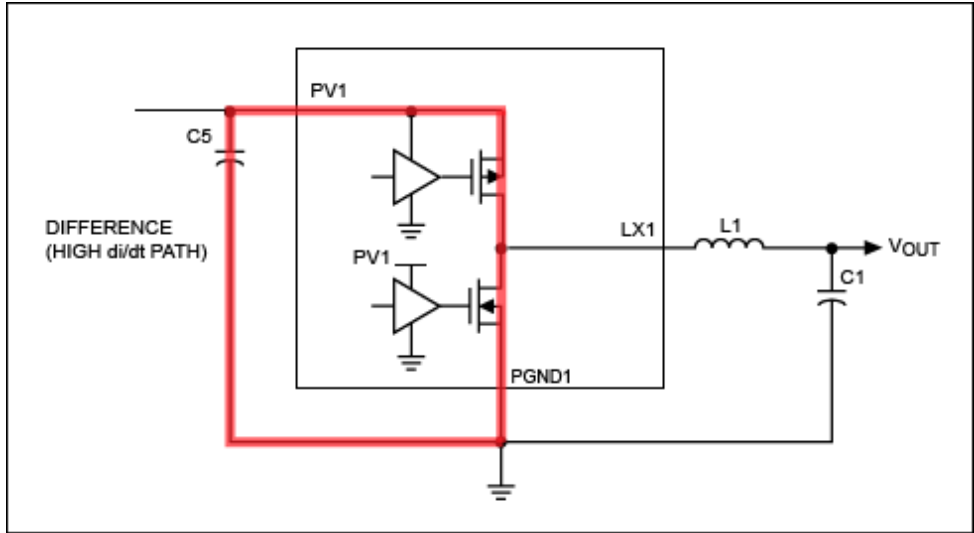 PV1
C5
DIFFERENCE
(HIGH di/dt PATH)
LX1
L1
VOUT
PV1
C1
PGND1